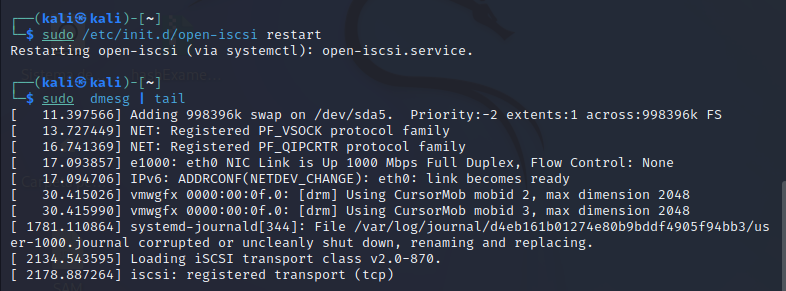 ┌──(kali㉿kali)-[~]
└─$ sudo /etc/init.d/open-iscsi restart
Restarting open-iscsi (via systemctl): open-iscsi.service.
┌──(kali㉿kali)-[~]
└─$ sudo  dmesg | tail
[   11.397566] Adding 998396k swap on /dev/sda5.  Priority:-2 extents:1 across:998396k FS
[   13.727449] NET: Registered PF_VSOCK protocol family
[   16.741369] NET: Registered PF_QIPCRTR protocol family
[   17.093857] e1000: eth0 NIC Link is Up 1000 Mbps Full Duplex, Flow Control: None
[   17.094706] IPv6: ADDRCONF(NETDEV_CHANGE): eth0: link becomes ready
[   30.415026] vmwgfx 0000:00:0f.0: [drm] Using CursorMob mobid 2, max dimension 2048
[   30.415990] vmwgfx 0000:00:0f.0: [drm] Using CursorMob mobid 3, max dimension 2048
[ 1781.110864] systemd-journald[344]: File /var/log/journal/d4eb161b01274e80b9bddf4905f94bb3/us
er-1000.journal corrupted or uncleanly shut down, renaming and replacing.
[ 2134.543595] Loading iSCSI transport class v2.0-870.
[ 2178.887264] iscsi: registered transport (tcp)